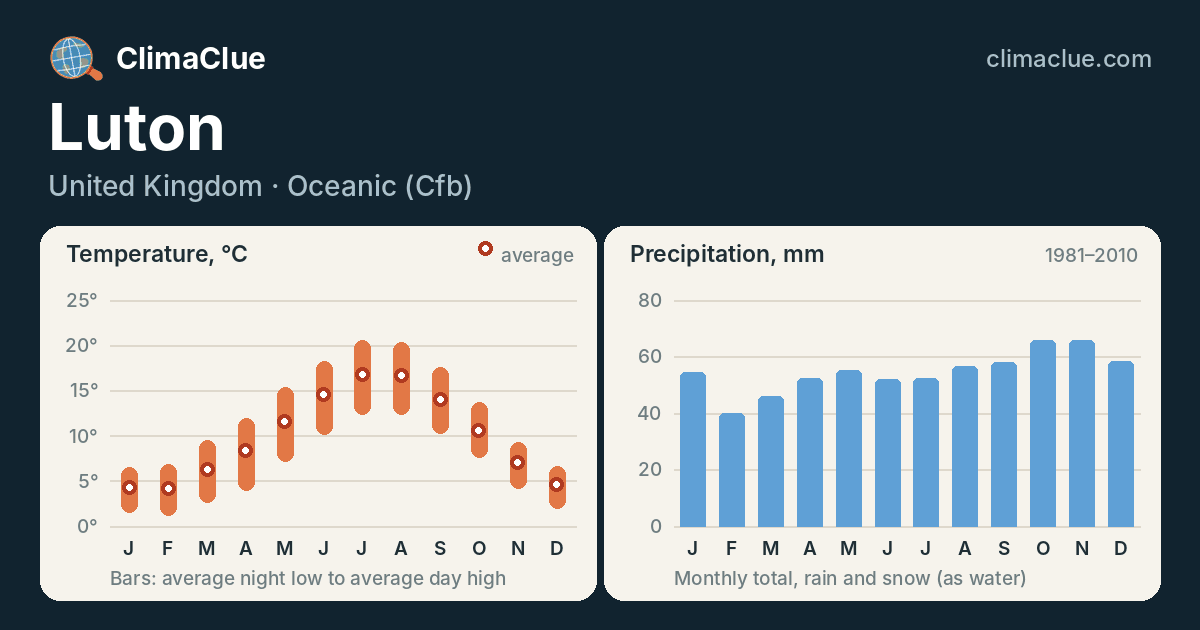 ClimaClue
climaclue.com
Luton
United Kingdom · Oceanic (Cfb)
Temperature, °C
average
25°
20°
15°
10°
5°
0°
J F M A M J J A S O N D
Bars: average night low to average day high
Precipitation, mm
1981–2010
80
60
40
20
0
J F M A M J J A S O N D
Monthly total, rain and snow (as water)